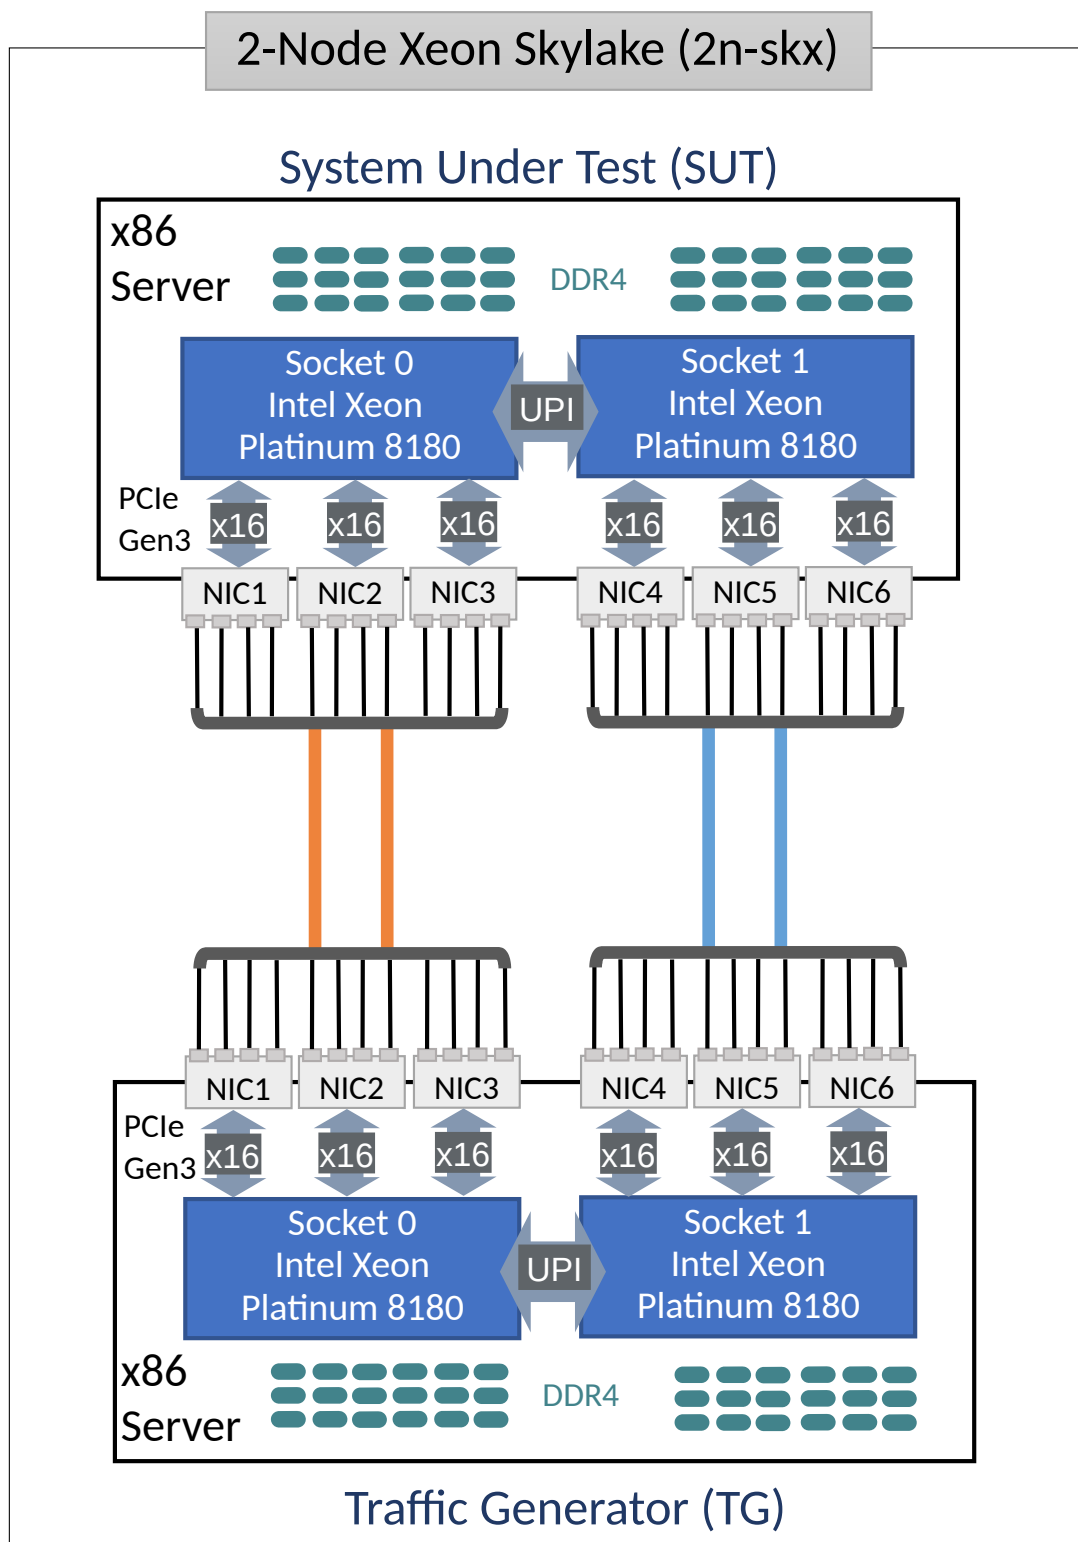 2-Node Xeon Skylake (2n-skx)
System Under Test (SUT)
x86
Server
DDR4
Socket 0
Intel Xeon
Platinum 8180
UPI
Socket 1
Intel Xeon
Platinum 8180
PCIe
Gen3
x16
x16
x16
x16
x16
x16
NIC1
NIC2
NIC3
NIC4
NIC5
NIC6
NIC1
NIC2
NIC3
NIC4
NIC5
NIC6
PCIe
Gen3
x16
x16
x16
x16
x16
x16
Socket 0
Intel Xeon
Platinum 8180
UPI
Socket 1
Intel Xeon
Platinum 8180
x86
Server
DDR4
Traffic Generator (TG)